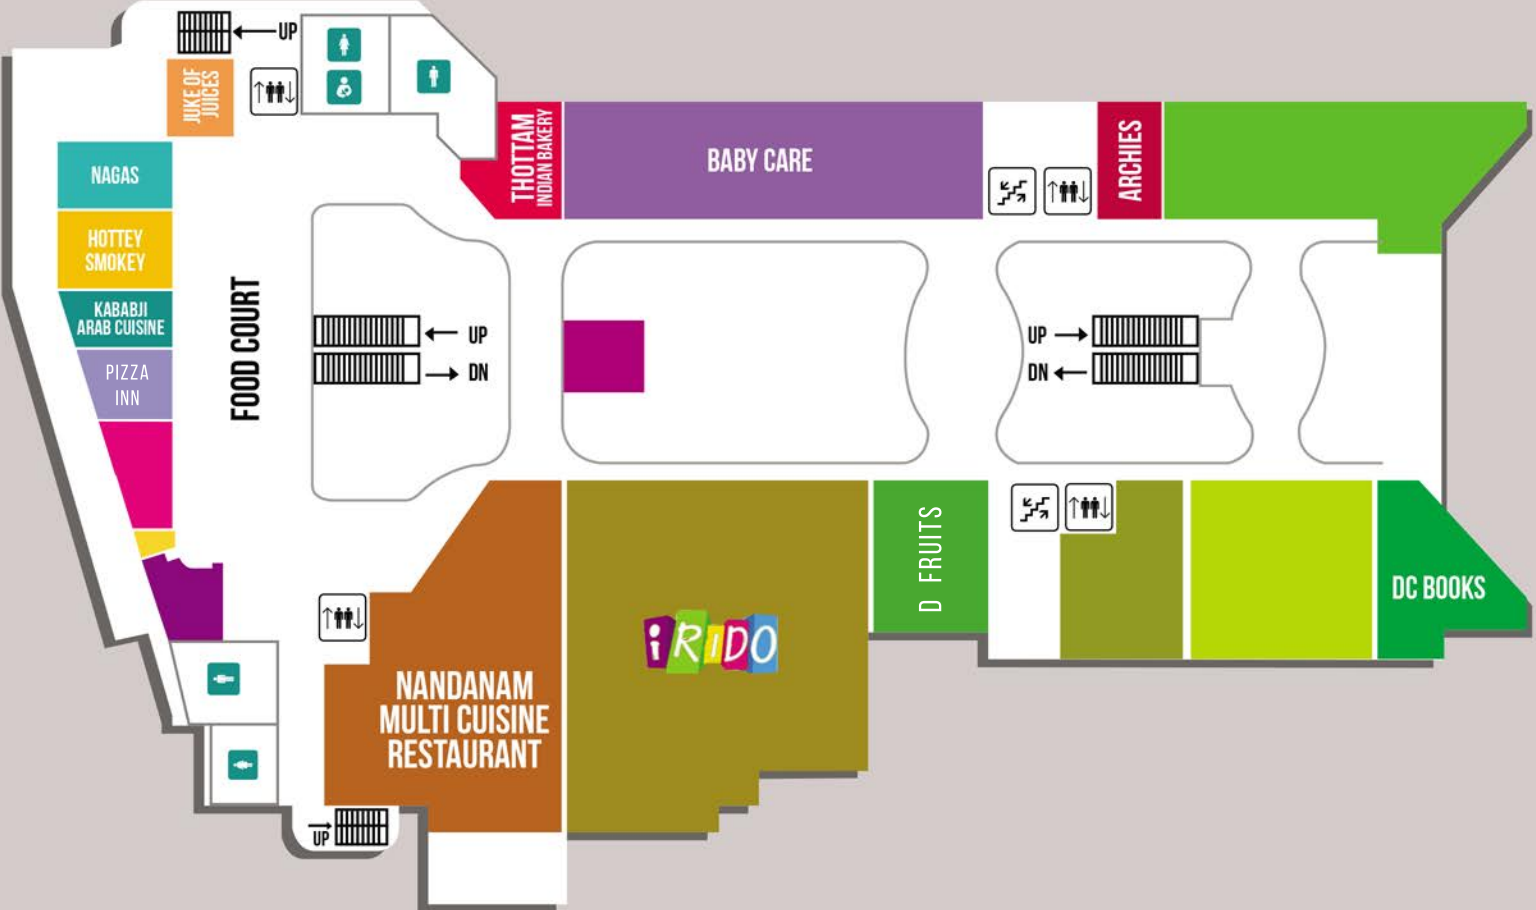 UP
JUKE OF
JUICES
THOTTAM
INDIAN BAKERY
BABY CARE
ARCHIES
NAGAS
HOTTEY
SMOKEY
KABABJI
ARAB CUISINE
PIZZA
INN
FOOD COURT
UP
DN
UP
DN
D FRUITS
DC BOOKS
iRiDO
NANDANAM
MULTI CUISINE
RESTAURANT
UP